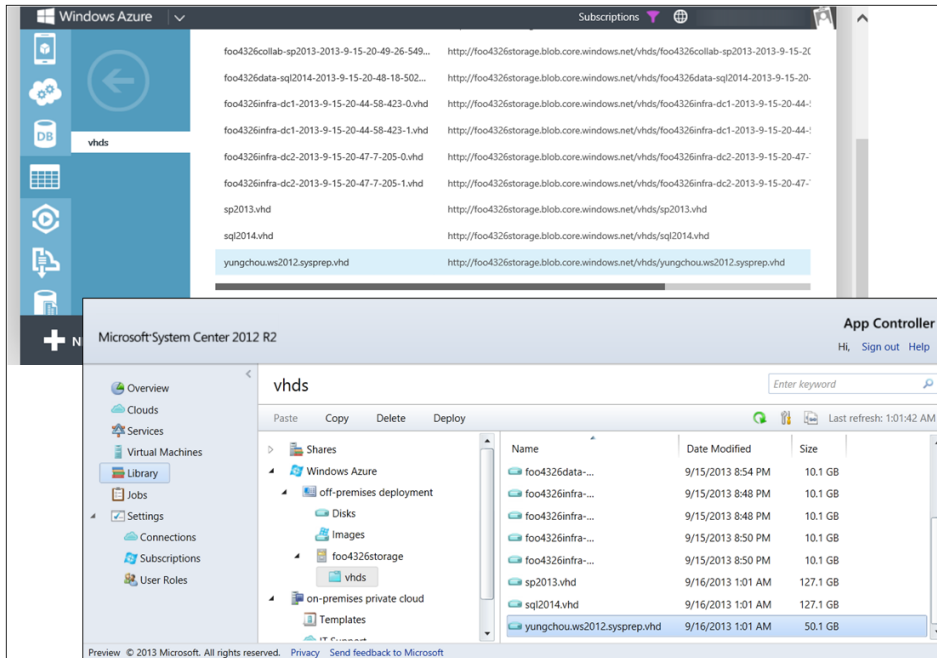 Windows Azure
Subscriptions
foo4326collab-sp2013-2013-9-15-20-49-26-549... http://foo4326storage.blob.core.windows.net/vhds/foo4326collab-sp2013-2013-9-15-20
foo4326data-sql2014-2013-9-15-20-48-18-502... http://foo4326storage.blob.core.windows.net/vhds/foo4326data-sql2014-2013-9-15-20-
foo4326infra-dc1-2013-9-15-20-44-58-423-0.vhd http://foo4326storage.blob.core.windows.net/vhds/foo4326infra-dc1-2013-9-15-20-44-
DB
vhds
foo4326infra-dc1-2013-9-15-20-44-58-423-1.vhd http://foo4326storage.blob.core.windows.net/vhds/foo4326infra-dc1-2013-9-15-20-44-
foo4326infra-dc2-2013-9-15-20-47-7-205-0.vhd http://foo4326storage.blob.core.windows.net/vhds/foo4326infra-dc2-2013-9-15-20-47-
foo4326infra-dc2-2013-9-15-20-47-7-205-1.vhd http://foo4326storage.blob.core.windows.net/vhds/foo4326infra-dc2-2013-9-15-20-47-
sp2013.vhd http://foo4326storage.blob.core.windows.net/vhds/sp2013.vhd
sql2014.vhd http://foo4326storage.blob.core.windows.net/vhds/sql2014.vhd
yungchou.ws2012.sysprep.vhd http://foo4326storage.blob.core.windows.net/vhds/yungchou.ws2012.sysprep.vhd
N
Microsoft System Center 2012 R2
App Controller
Hi, Sign out Help
Overview
Clouds
Services
Virtual Machines
Library
Jobs
Settings
Connections
Subscriptions
User Roles
vhds
Enter keyword
Paste Copy Delete Deploy
Last refresh: 1:01:42 AM
Shares
Windows Azure
off-premises deployment
Disks
Images
foo4326storage
vhds
on-premises private cloud
Templates
IT Support
Name Date Modified Size
foo4326data-... 9/15/2013 8:54 PM 10.1 GB
foo4326infra-... 9/15/2013 8:48 PM 10.1 GB
foo4326infra-... 9/15/2013 8:48 PM 10.1 GB
foo4326infra-... 9/15/2013 8:50 PM 10.1 GB
foo4326infra-... 9/15/2013 8:50 PM 10.1 GB
sp2013.vhd 9/16/2013 1:01 AM 127.1 GB
sql2014.vhd 9/16/2013 1:01 AM 127.1 GB
yungchou.ws2012.sysprep.vhd 9/16/2013 1:01 AM 50.1 GB
Preview © 2013 Microsoft. All rights reserved. Privacy Send feedback to Microsoft